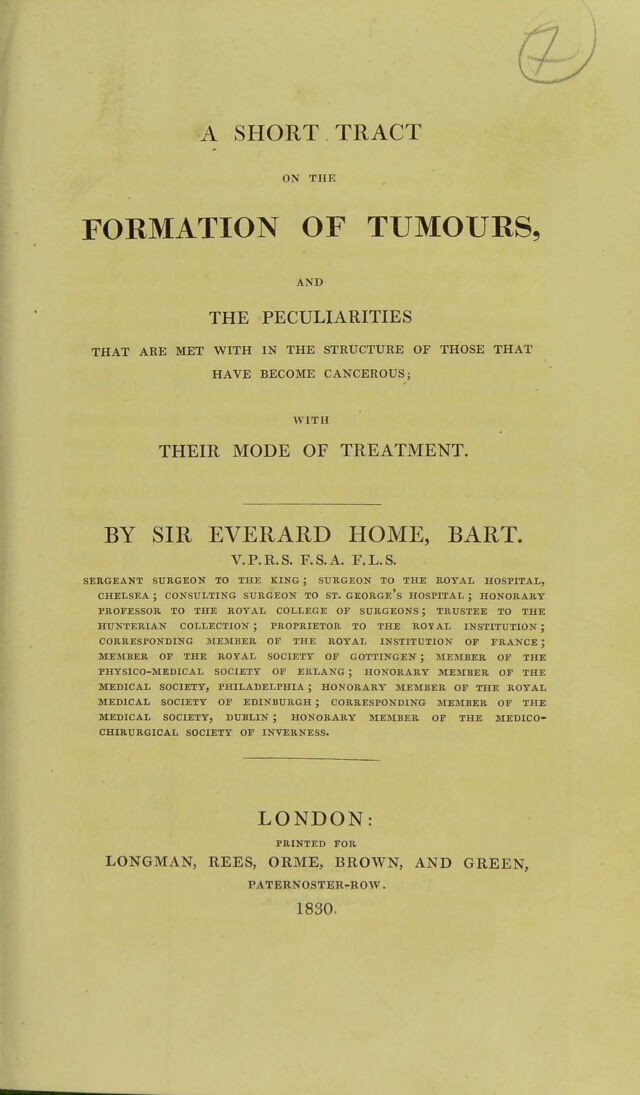 7
A SHORT TRACT
ON THE
FORMATION OF TUMOURS,
AND
THE PECULIARITIES
THAT ARE MET WITH IN THE STRUCTURE OF THOSE THAT
HAVE BECOME CANCEROUS;
WITH
THEIR MODE OF TREATMENT.
BY SIR EVERARD HOME, BART.
V.P.R.S. F.S.A. F.L.S.
SERGEANT SURGEON TO THE KING; SURGEON TO THE ROYAL HOSPITAL,
CHELSEA; CONSULTING SURGEON TO ST. GEORGE'S HOSPITAL; HONORARY
PROFESSOR TO THE ROYAL COLLEGE OF SURGEONS; TRUSTEE TO THE
HUNTERIAN COLLECTION; PROPRIETOR TO THE ROYAL INSTITUTION;
CORRESPONDING MEMBER OF THE ROYAL INSTITUTION OF FRANCE;
MEMBER OF THE ROYAL SOCIETY OF GOTTINGEN; MEMBER OF THE
PHYSICO-MEDICAL SOCIETY OF ERLANG; HONORARY MEMBER OF THE
MEDICAL SOCIETY, PHILADELPHIA; HONORARY MEMBER OF THE ROYAL
MEDICAL SOCIETY OF EDINBURGH; CORRESPONDING MEMBER OF THE
MEDICAL SOCIETY, DUBLIN; HONORARY MEMBER OF THE MEDICO-
CHIRURGICAL SOCIETY OF INVERNESS.
LONDON:
PRINTED FOR
LONGMAN, REES, ORME, BROWN, AND GREEN,
PATERNOSTER-ROW.
1830.